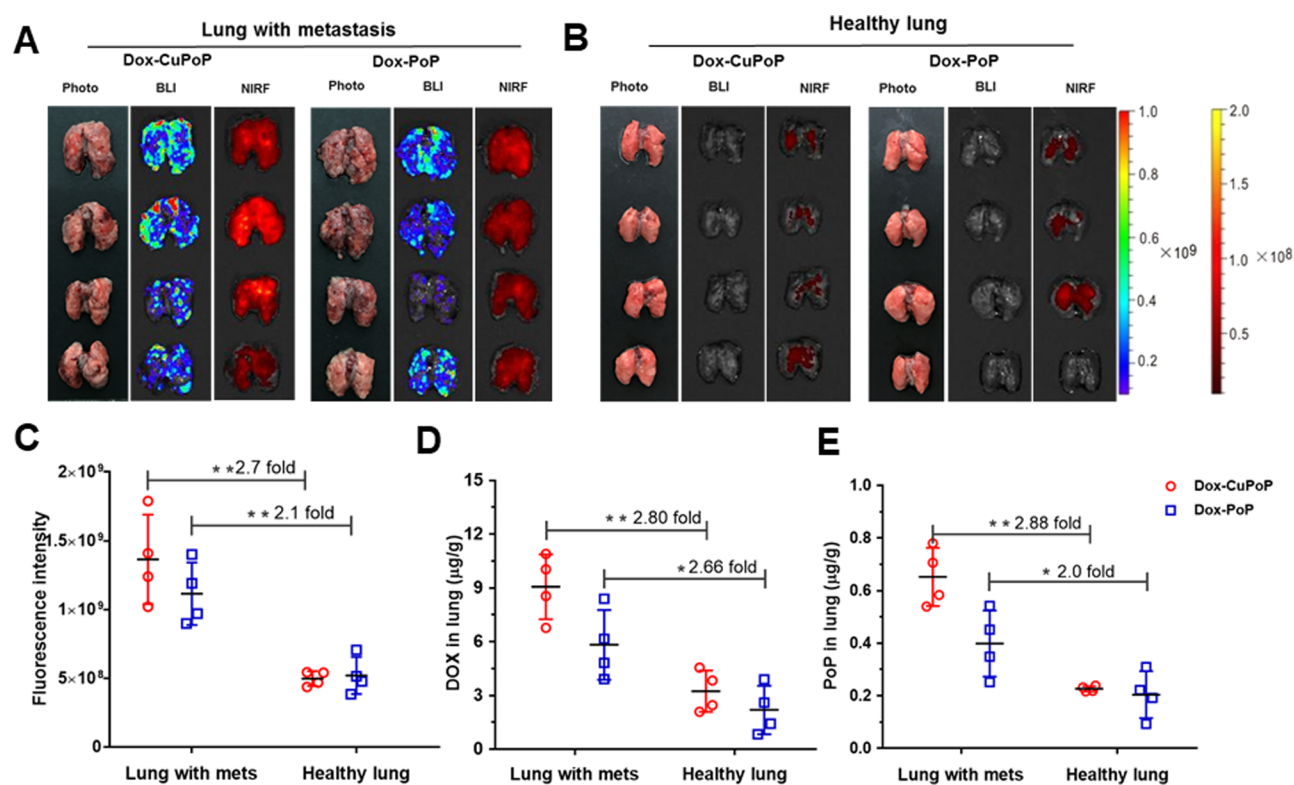 A
Lung with metastasis
Dox-CuPoP Dox-PoP
Photo BLI NIRF Photo BLI NIRF
B
Healthy lung
Dox-CuPoP Dox-PoP
Photo BLI NIRF Photo BLI NIRF
1.0
0.8
0.6
×10⁹
0.4
0.2
2.0
1.5
1.0 ×10⁸
0.5
C
Fluorescence intensity
2×10⁹
1.5×10⁹
1×10⁹
5×10⁸
0
**2.7 fold
** 2.1 fold
Lung with mets Healthy lung
D
DOX in lung (µg/g)
15
12
9
6
3
0
** 2.80 fold
* 2.66 fold
Lung with mets Healthy lung
E
PoP in lung (µg/g)
1.0
0.8
0.6
0.4
0.2
0.0
** 2.88 fold
* 2.0 fold
Lung with mets Healthy lung
Dox-CuPoP
Dox-PoP